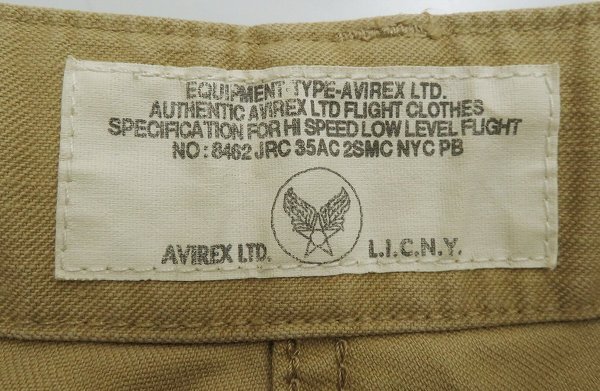 EQUIPMENT TYPE-AVIREX LTD.
AUTHENTIC AVIREX LTD FLIGHT CLOTHES
SPECIFICATION FOR HI SPEED LOW LEVEL FLIGHT
NO: 8462 JRC 35AC 2SMC NYC PB
AVIREX LTD. L.I.C.N.Y.